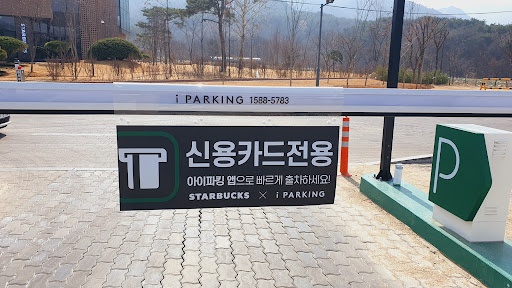 i PARKING 1588-5783
신용카드전용
아이파킹 앱으로 빠르게 출차하세요!
STARBUCKS × i PARKING
P